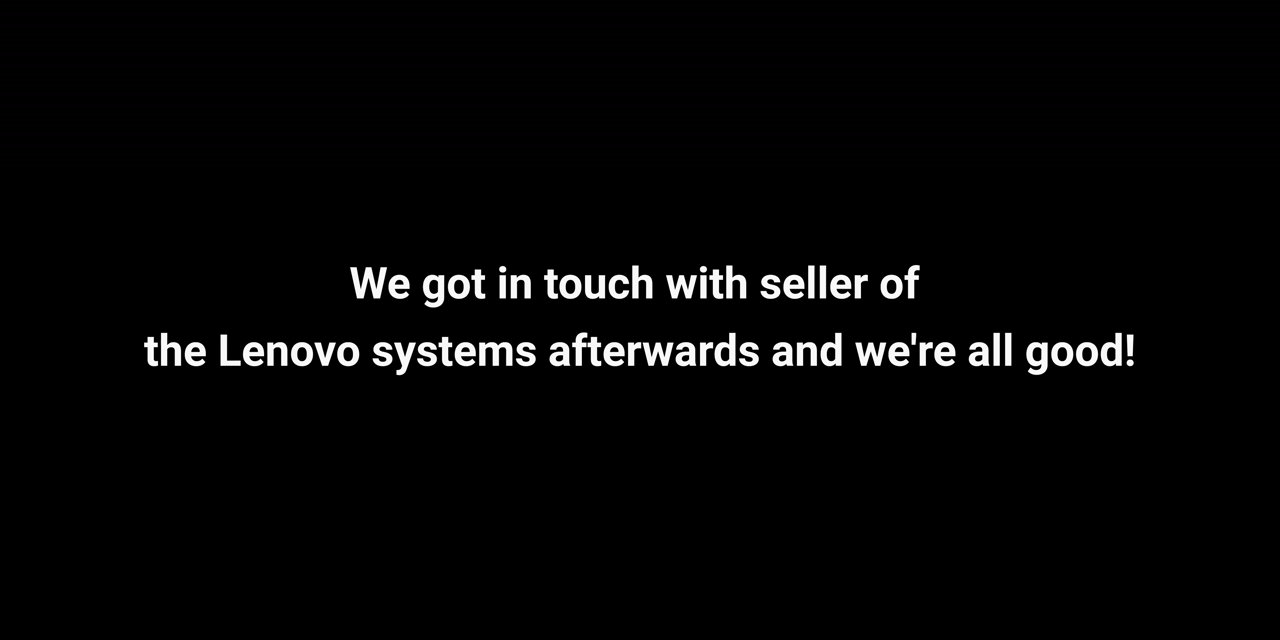 We got in touch with seller of
the Lenovo systems afterwards and we're all good!